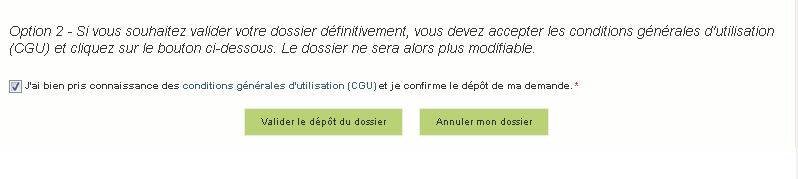 Option 2 - Si vous souhaitez valider votre dossier définitivement, vous devez accepter les conditions générales d'utilisation
(CGU) et cliquez sur le bouton ci-dessous. Le dossier ne sera alors plus modifiable.
J'ai bien pris connaissance des conditions générales d'utilisation (CGU) et je confirme le dépôt de ma demande. *
Valider le dépôt du dossier Annuler mon dossier